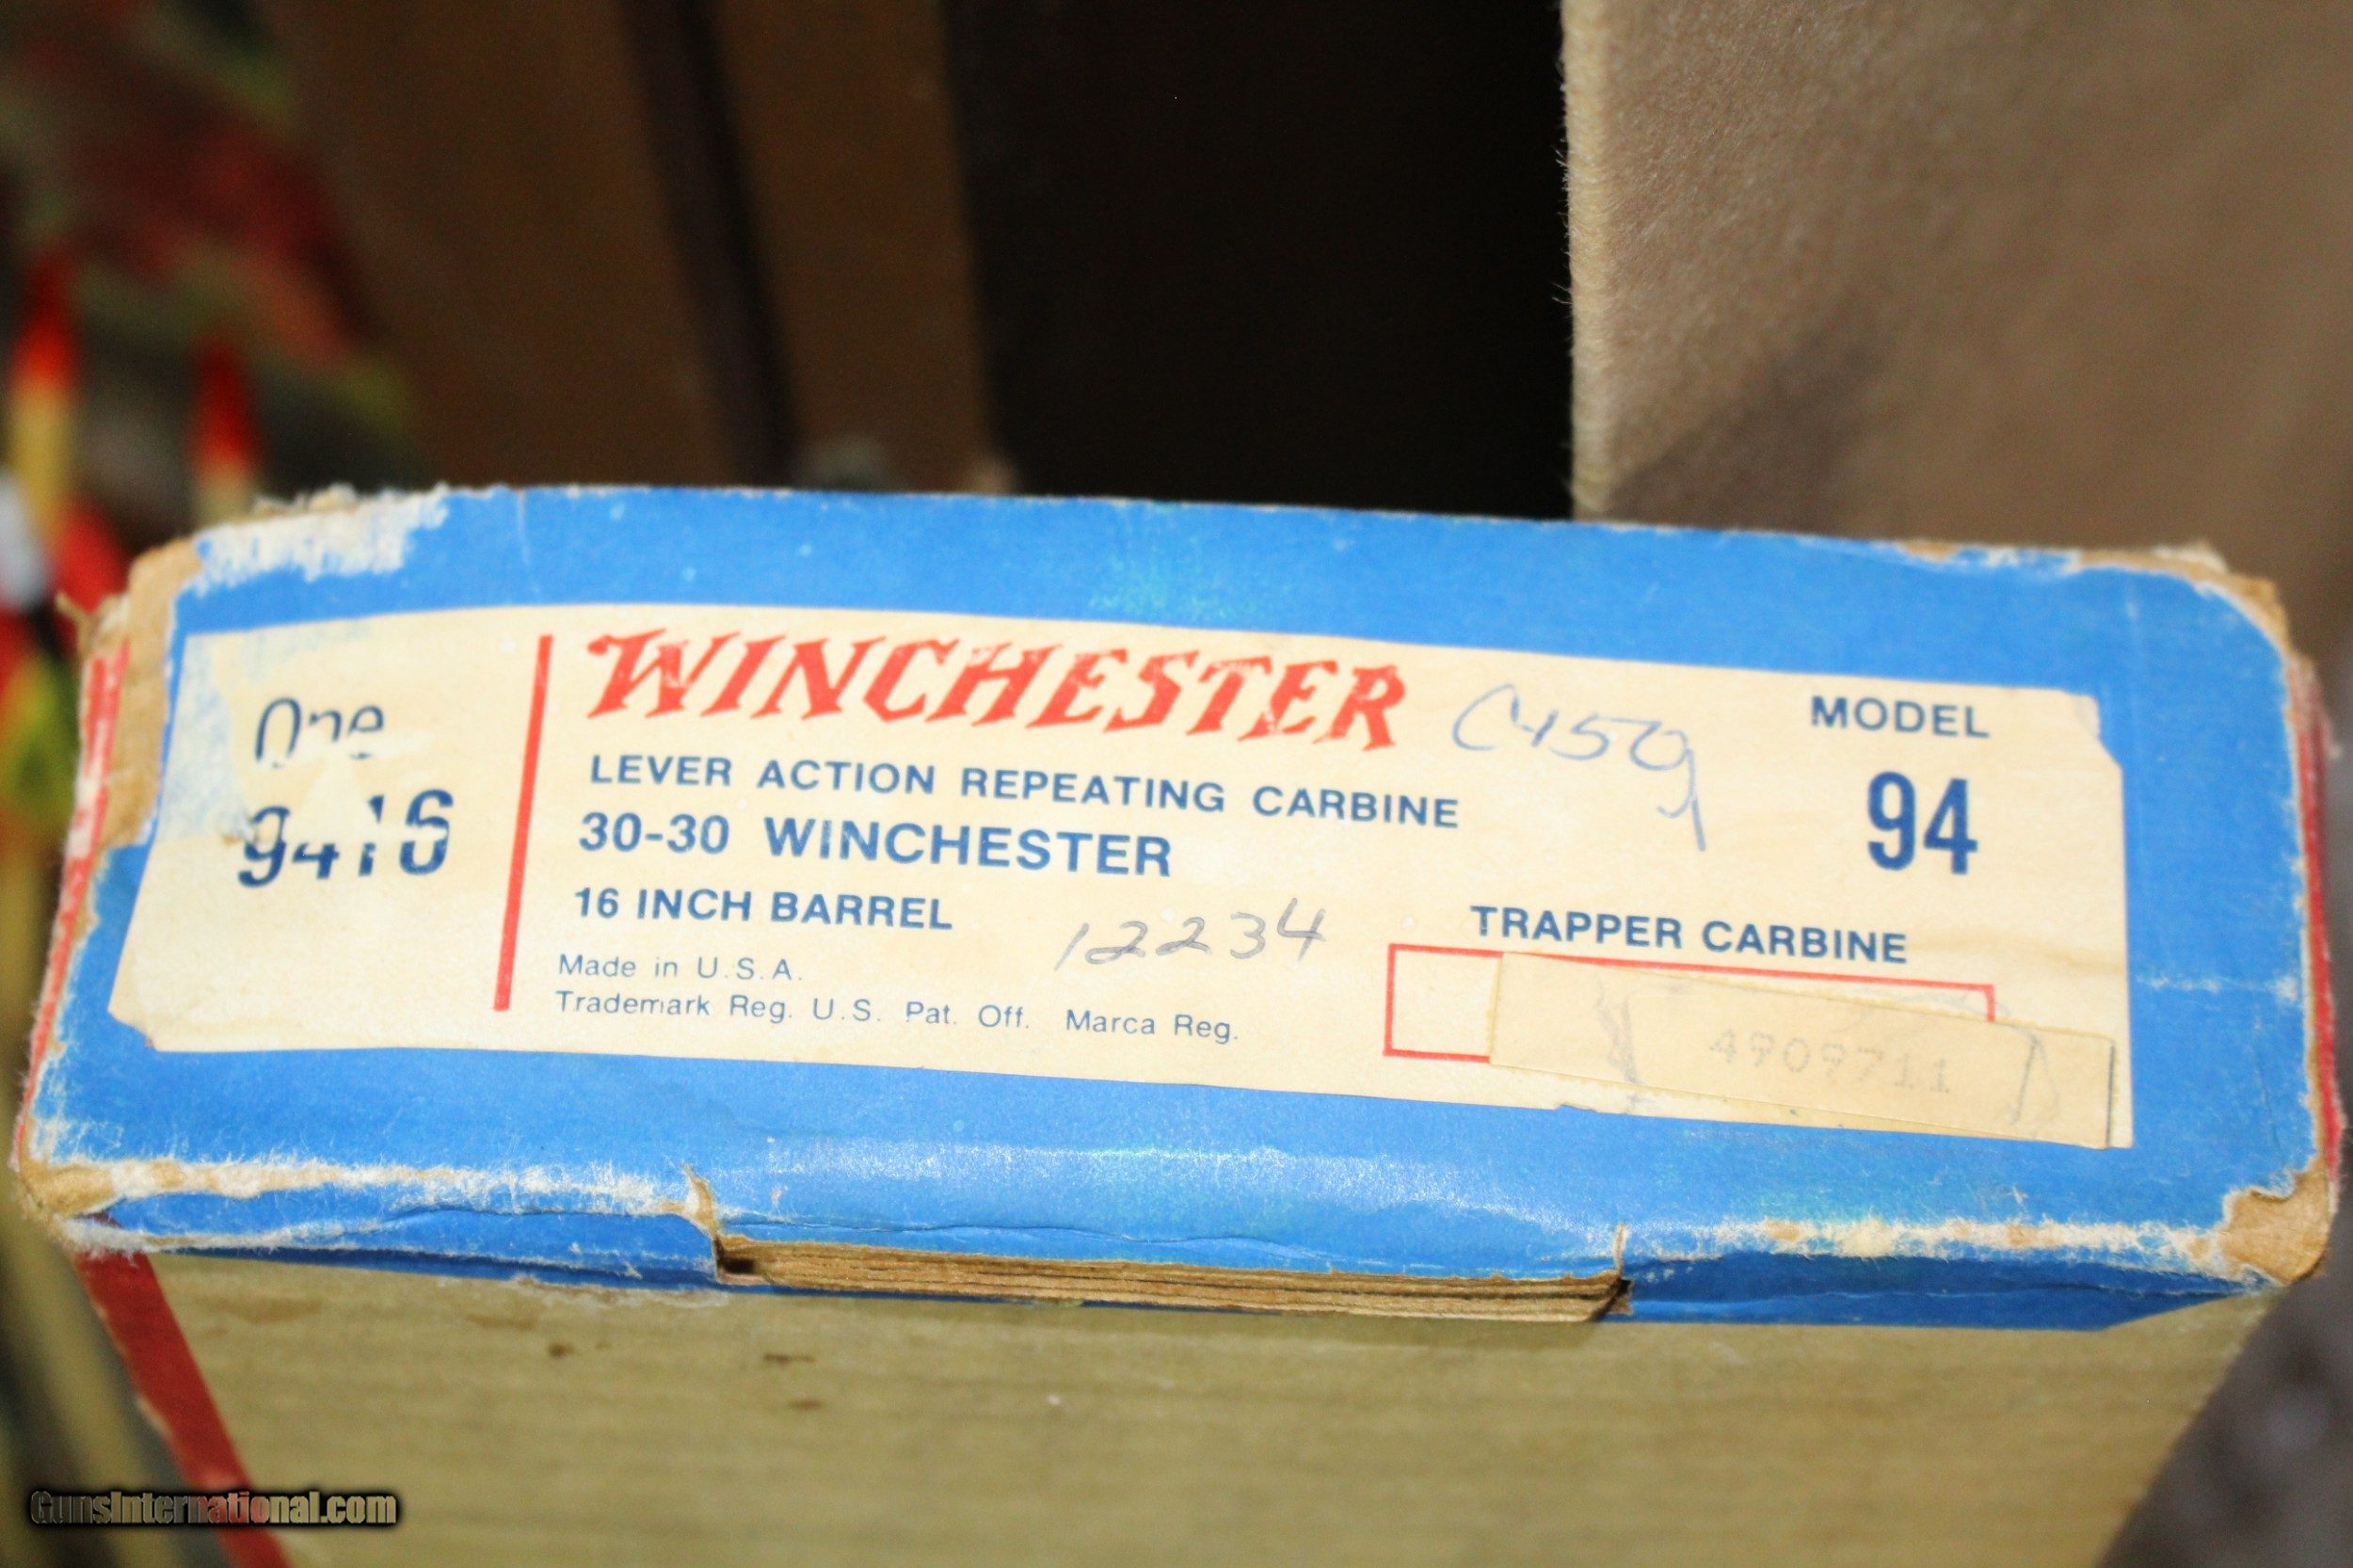 One
9416
WINCHESTER
LEVER ACTION REPEATING CARBINE
30-30 WINCHESTER
16 INCH BARREL
12234
Made in U.S.A.
Trademark Reg. U.S. Pat. Off. Marca Reg.
MODEL
94
TRAPPER CARBINE
4909711
GunsInternational.com